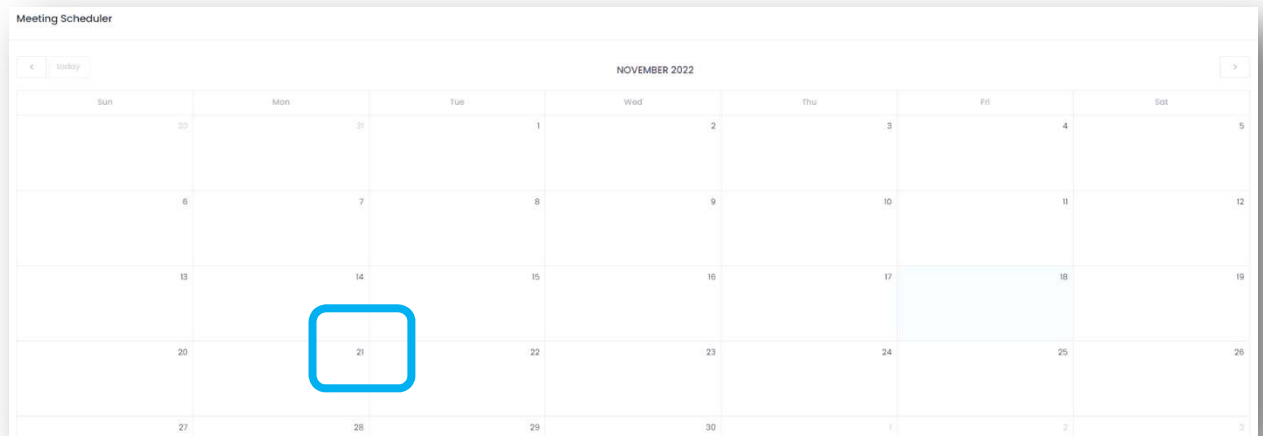 Meeting Scheduler
< today NOVEMBER 2022 >
Sun Mon Tue Wed Thu Fri Sat
30 31 1 2 3 4 5
6 7 8 9 10 11 12
13 14 15 16 17 18 19
20 21 22 23 24 25 26
27 28 29 30 1 2 3